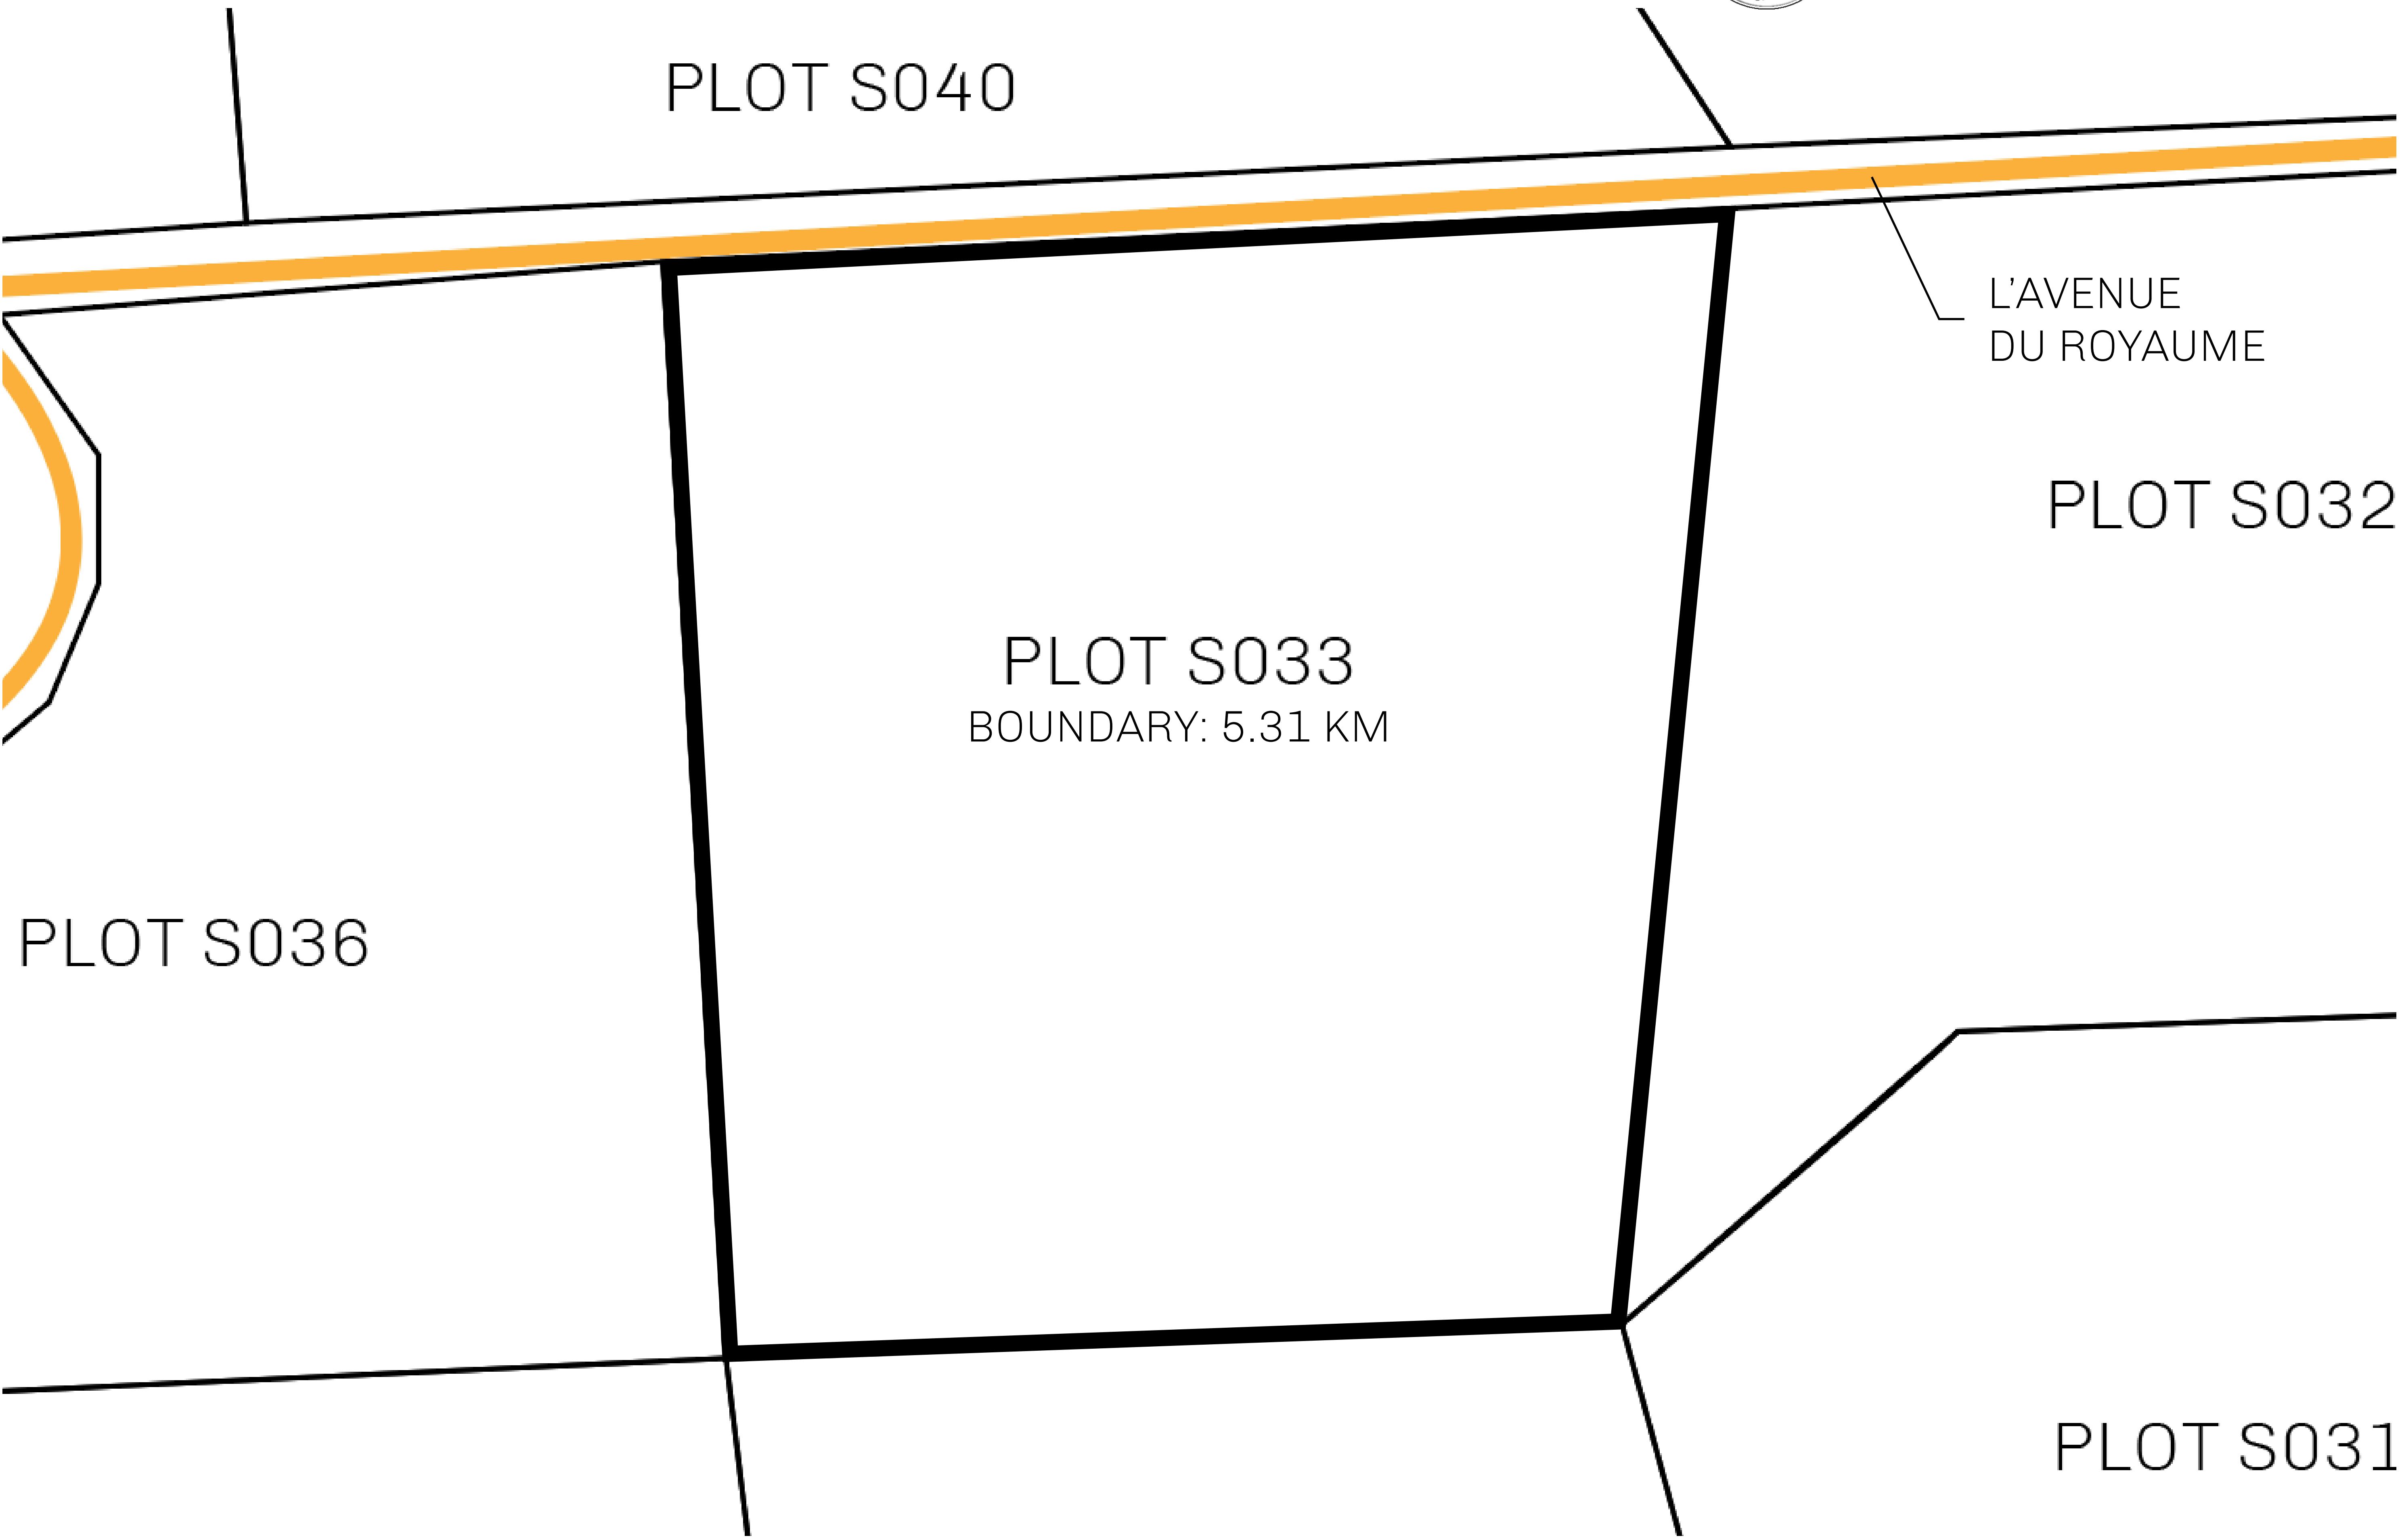 PLOT S040
L'AVENUE
DU ROYAUME
PLOT S032
PLOT S033
BOUNDARY: 5.31 KM
PLOT S036
PLOT S031